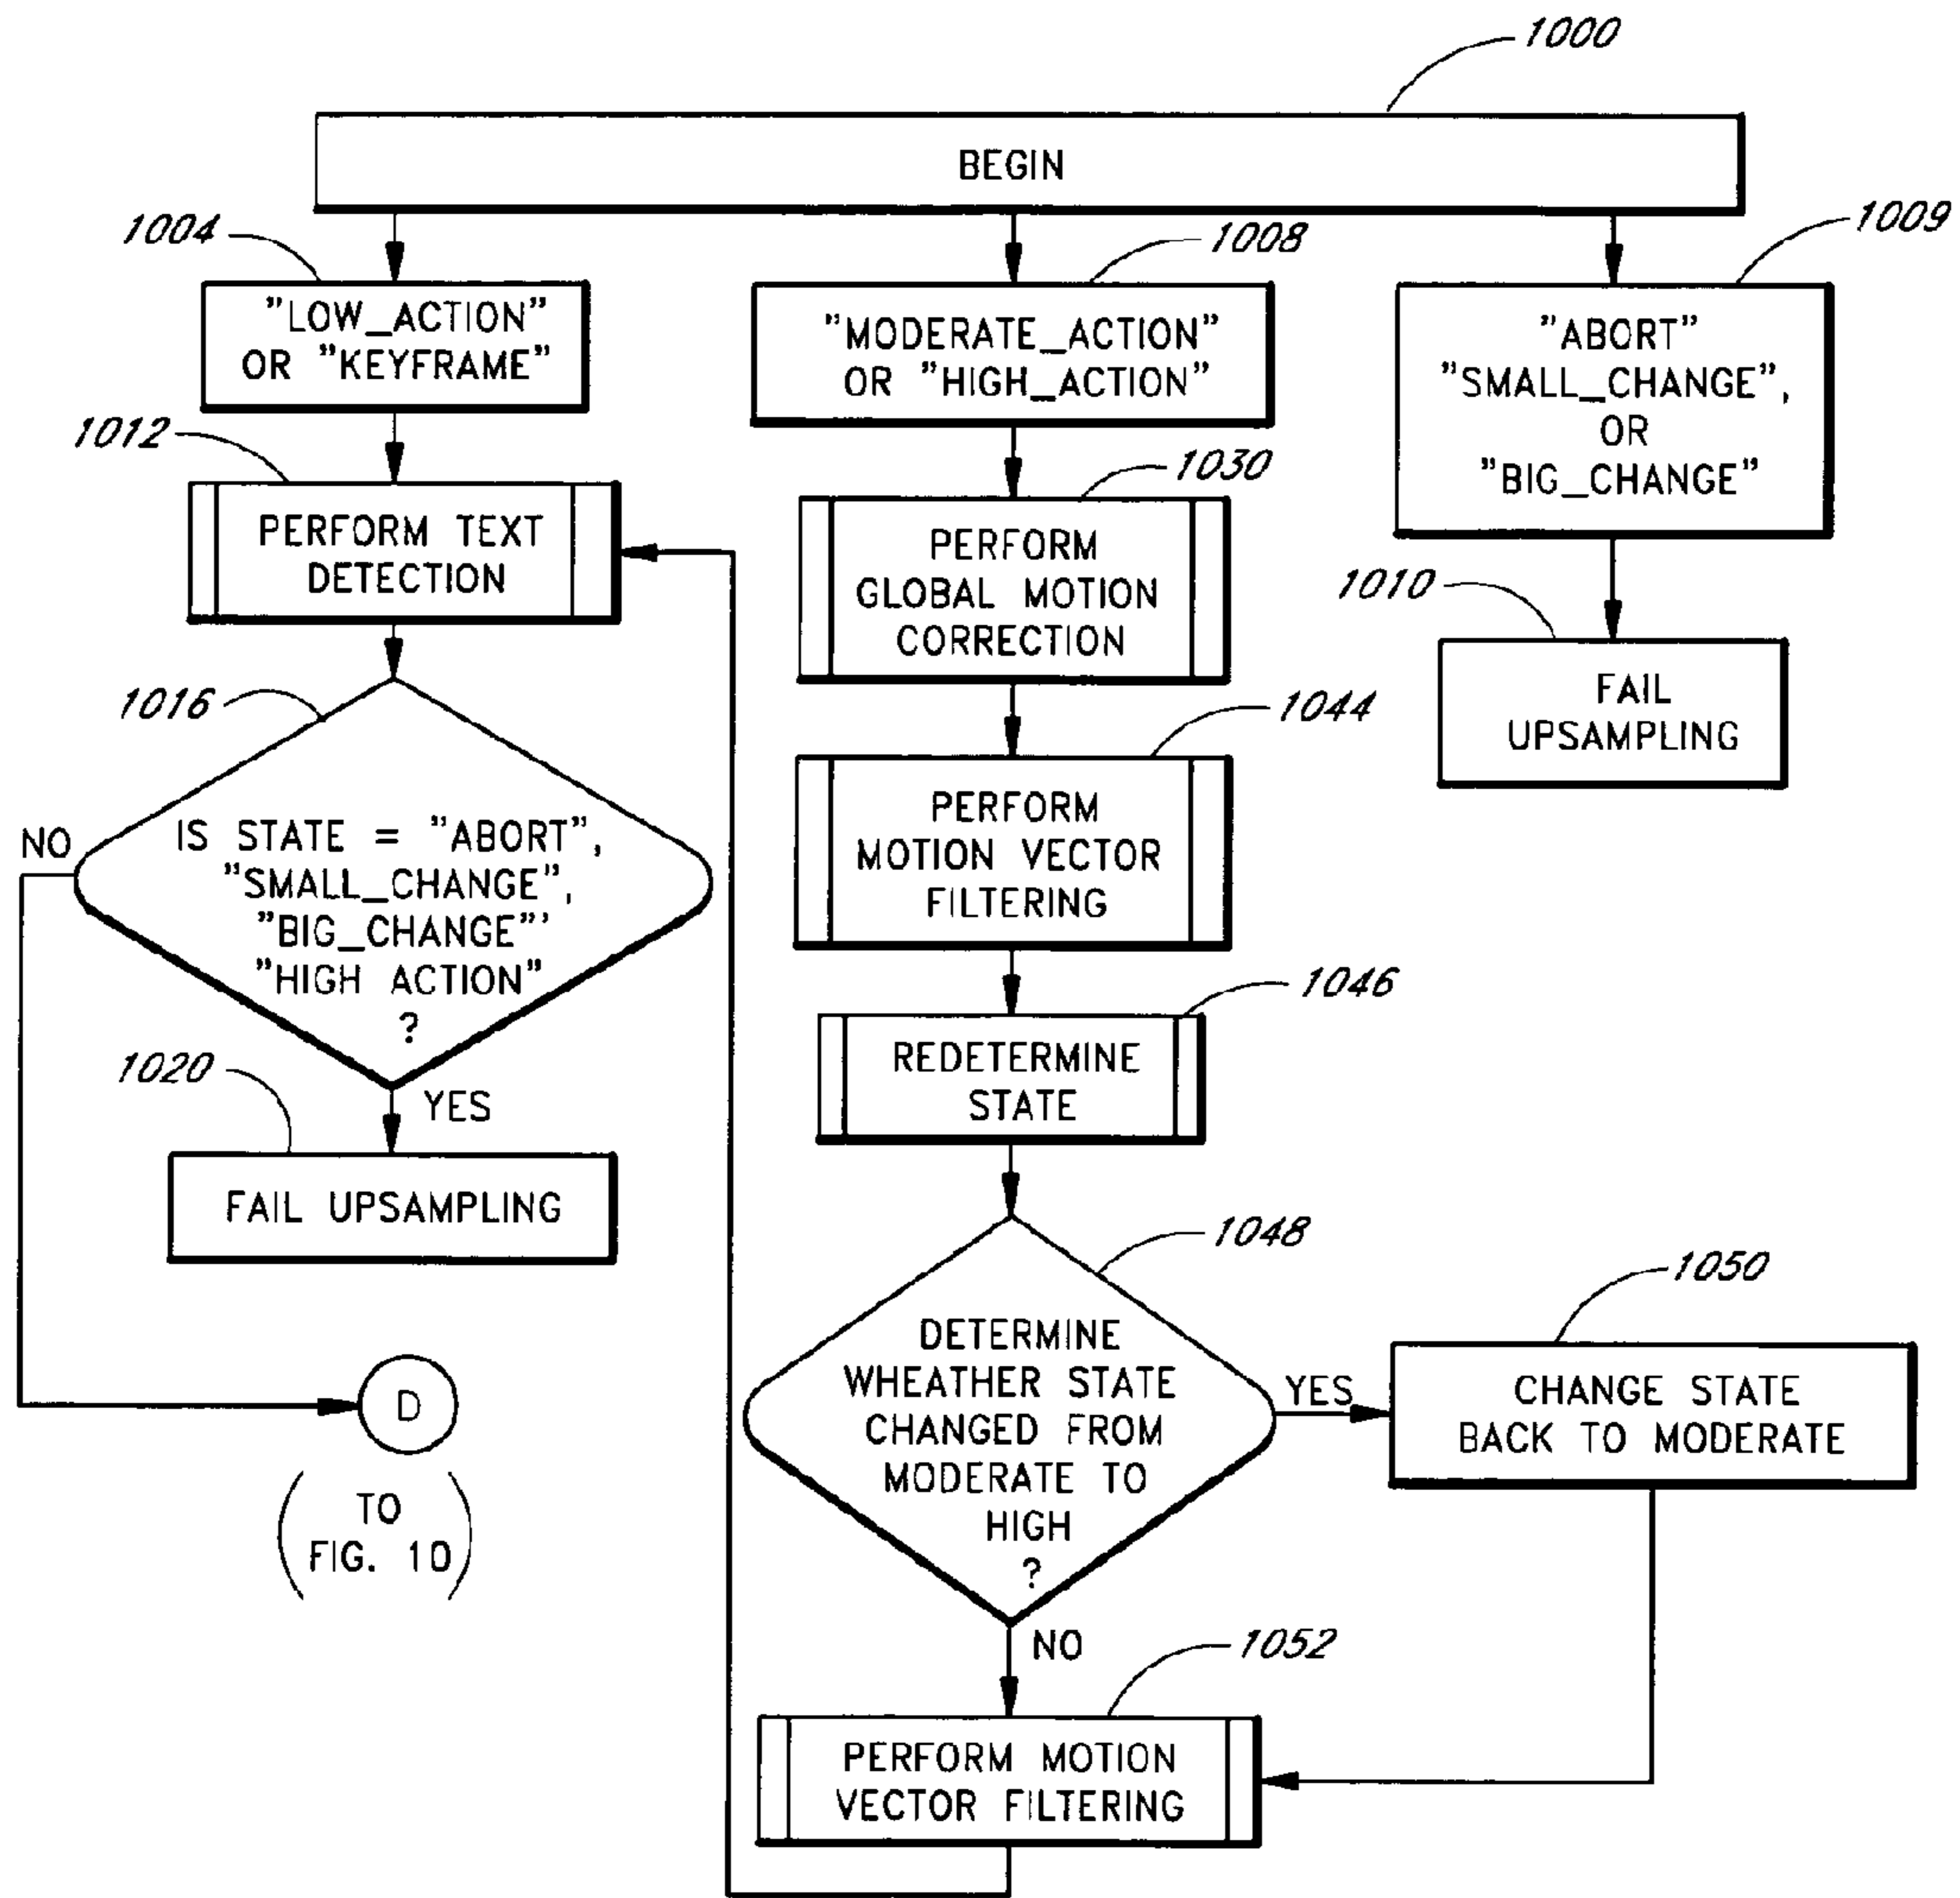 1000
BEGIN
1004
"LOW_ACTION"
OR "KEYFRAME"
1008
"MODERATE_ACTION"
OR "HIGH_ACTION"
1009
"ABORT"
"SMALL_CHANGE",
OR
"BIG_CHANGE"
1012
PERFORM TEXT
DETECTION
1030
PERFORM
GLOBAL MOTION
CORRECTION
1010
FAIL
UPSAMPLING
1016
IS STATE = "ABORT",
"SMALL_CHANGE",
"BIG_CHANGE"'
"HIGH ACTION"
?
NO
YES
1044
PERFORM
MOTION VECTOR
FILTERING
1020
FAIL UPSAMPLING
1046
REDETERMINE
STATE
D
(TO
FIG. 10)
1048
DETERMINE
WHEATHER STATE
CHANGED FROM
MODERATE TO
HIGH
?
YES
NO
1050
CHANGE STATE
BACK TO MODERATE
1052
PERFORM MOTION
VECTOR FILTERING